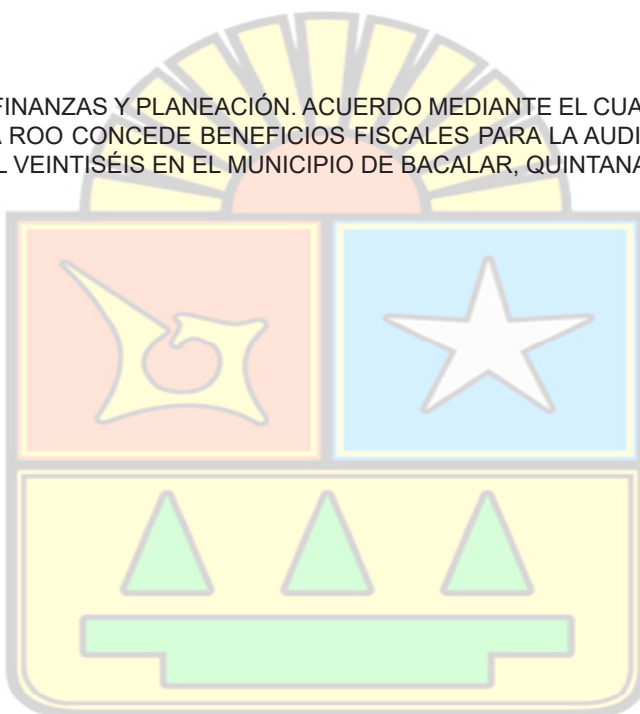 FINANZAS Y PLANEACIÓN. ACUERDO MEDIANTE EL CUA
ROO CONCEDE BENEFICIOS FISCALES PARA LA AUDI
VEINTISÉIS EN EL MUNICIPIO DE BACALAR, QUINTANA